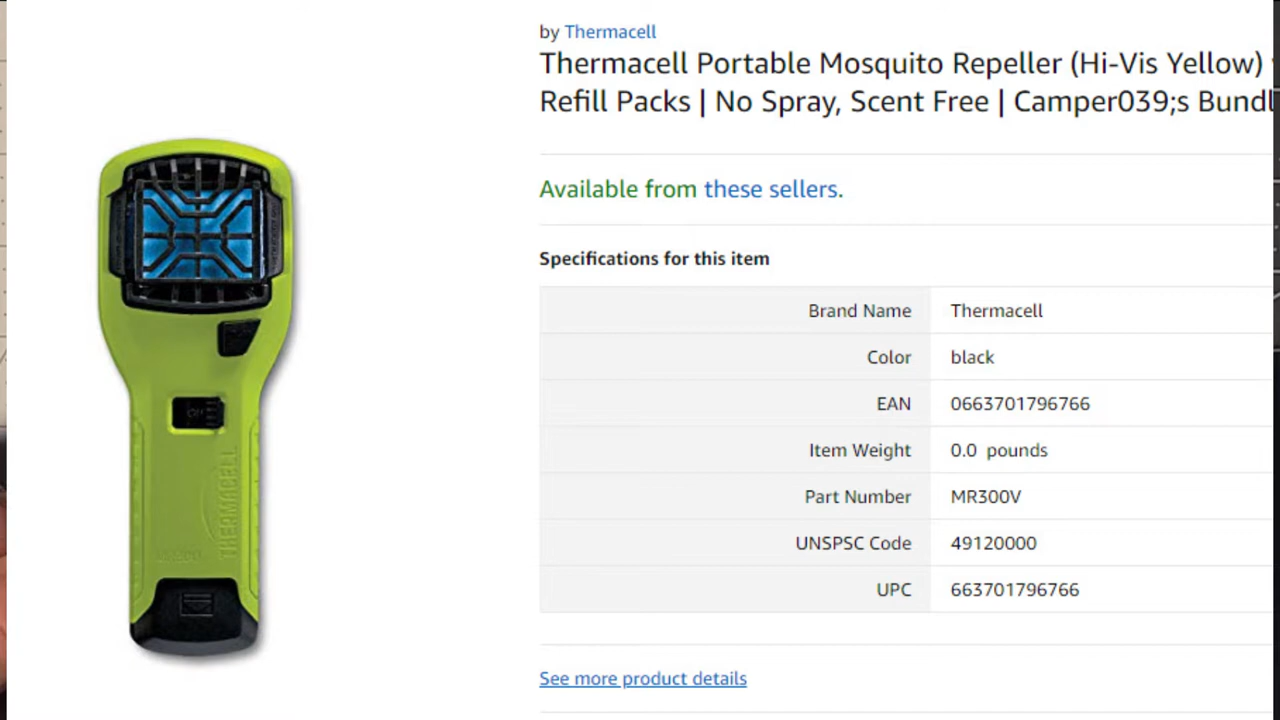 by Thermacell
Thermacell Portable Mosquito Repeller (Hi-Vis Yellow)
Refill Packs | No Spray, Scent Free | Camper039;s Bundl
Available from these sellers.
Specifications for this item
Brand Name Thermacell
Color black
EAN 0663701796766
Item Weight 0.0 pounds
Part Number MR300V
UNSPSC Code 49120000
UPC 663701796766
See more product details
THERMACELL